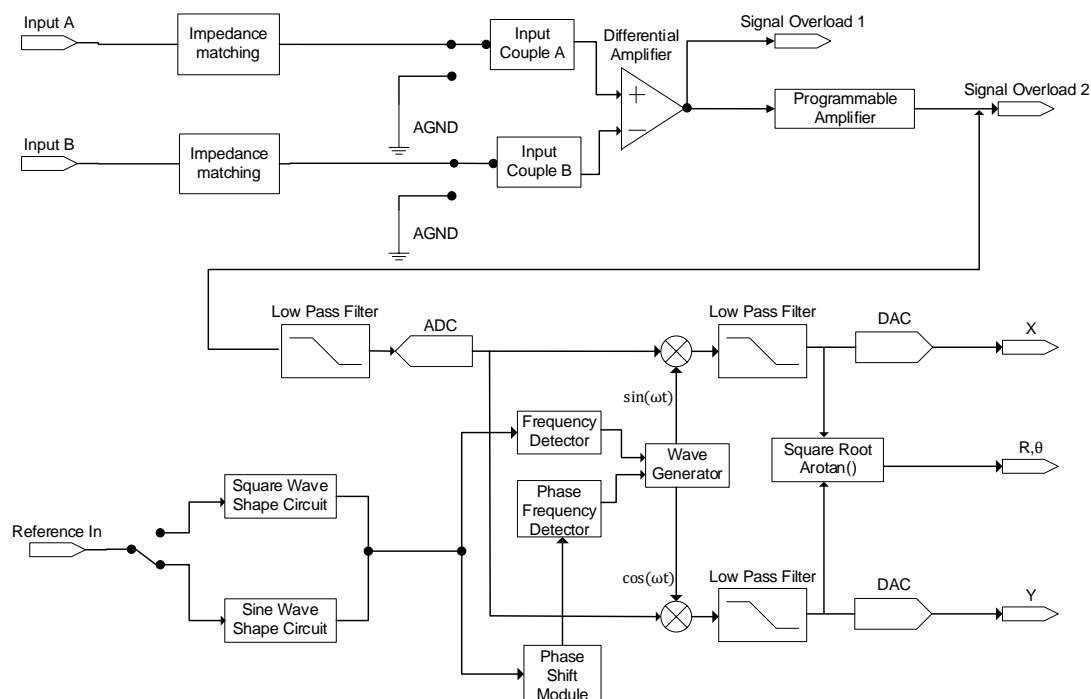 Input A
Impedance
matching
Input
Couple A
Differential
Amplifier
Signal Overload 1
+
−
AGND
Programmable
Amplifier
Signal Overload 2
Input B
Impedance
matching
Input
Couple B
AGND
Low Pass Filter
ADC
Low Pass Filter
DAC
X
sin(ωt)
Frequency
Detector
Wave
Generator
Square Root
Arotan()
R,θ
Phase
Frequency
Detector
Square Wave
Shape Circuit
Reference In
cos(ωt)
Low Pass Filter
DAC
Y
Sine Wave
Shape Circuit
Phase
Shift
Module